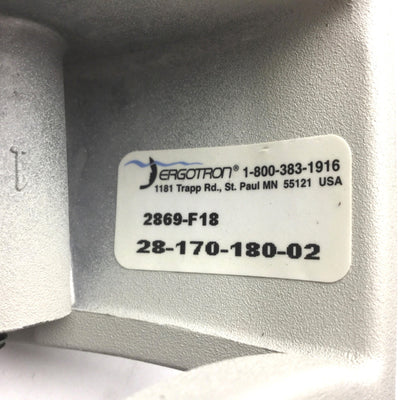 ERGOTRON® 1-800-383-1916
1181 Trapp Rd., St. Paul MN 55121 USA
2869-F18
28-170-180-02